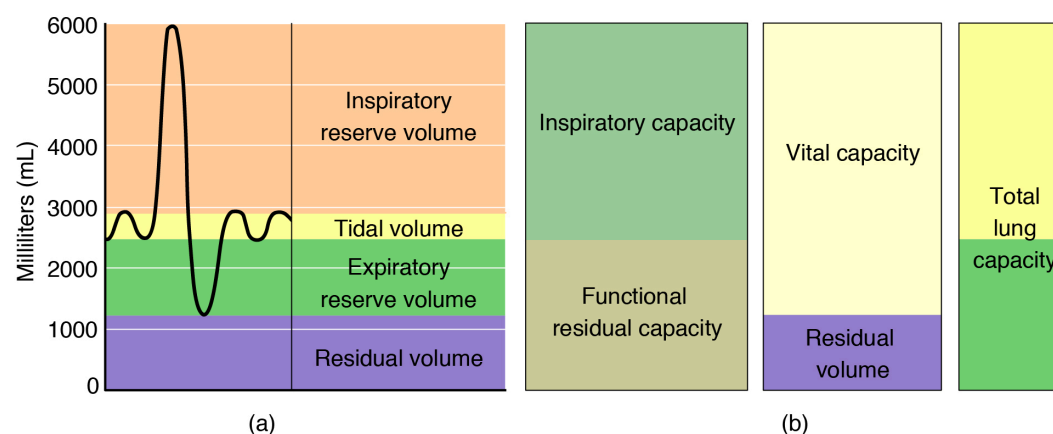 Milliliters (mL)
6000
5000
4000
3000
2000
1000
0
Inspiratory
reserve volume
Tidal volume
Expiratory
reserve volume
Residual volume
(a)
Inspiratory capacity
Functional
residual capacity
Vital capacity
Residual
volume
Total
lung
capacity
(b)